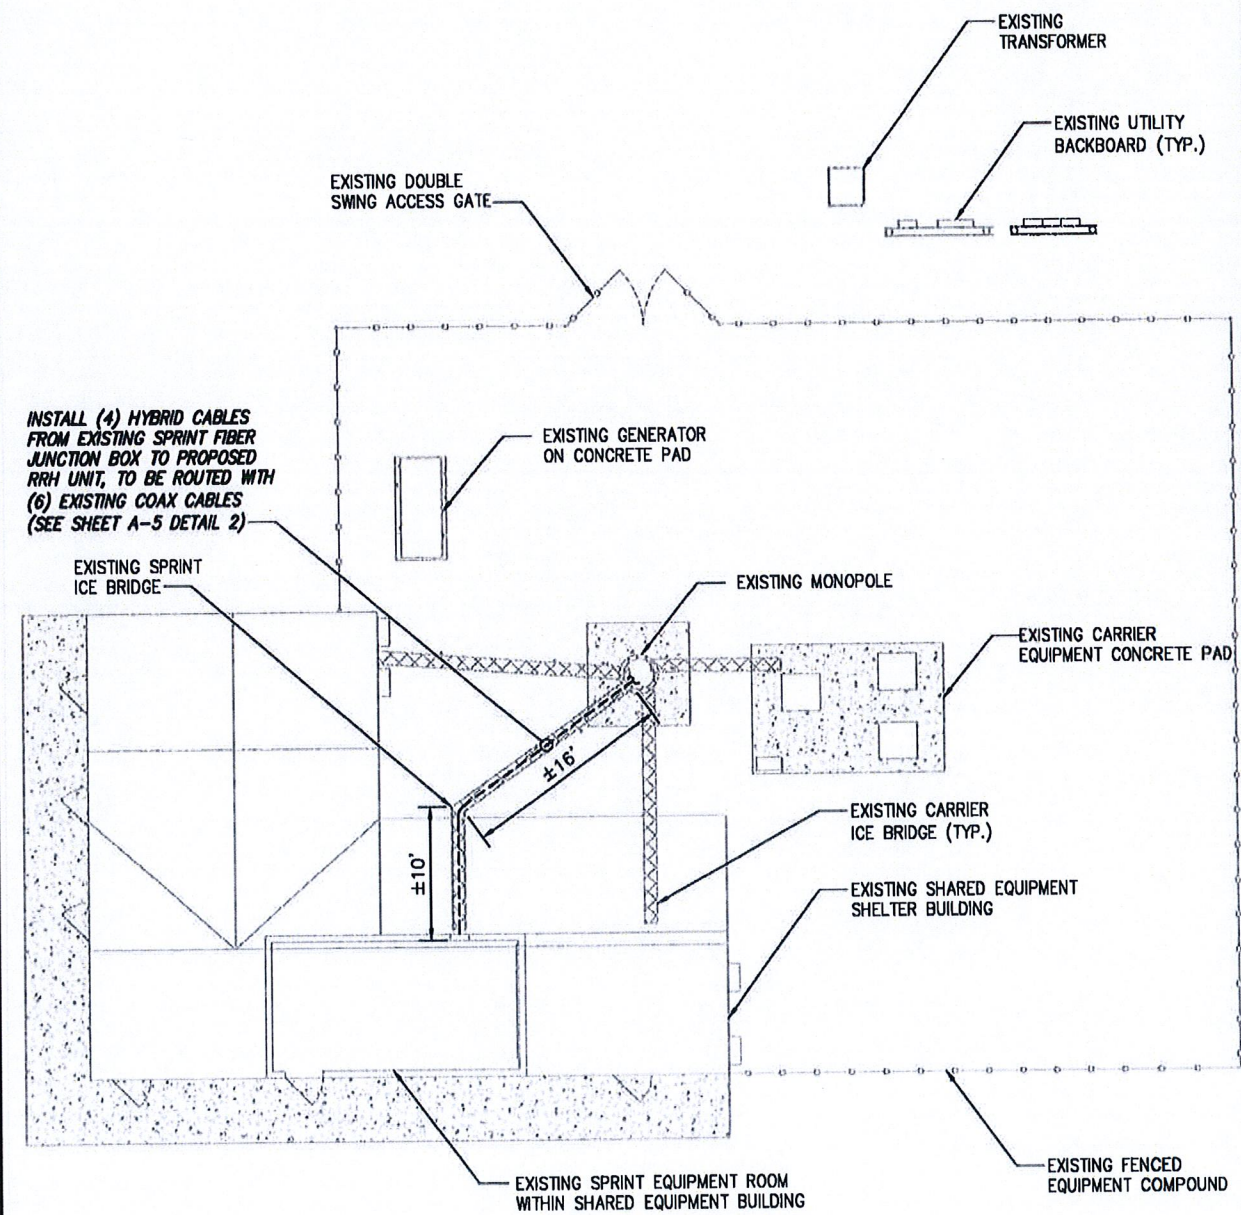 EXISTING
TRANSFORMER
EXISTING UTILITY
BACKBOARD (TYP.)
EXISTING DOUBLE
SWING ACCESS GATE
INSTALL (4) HYBRID CABLES
FROM EXISTING SPRINT FIBER
JUNCTION BOX TO PROPOSED
RRH UNIT, TO BE ROUTED WITH
(6) EXISTING COAX CABLES
(SEE SHEET A-5 DETAIL 2)
EXISTING GENERATOR
ON CONCRETE PAD
EXISTING SPRINT
ICE BRIDGE
EXISTING MONOPOLE
EXISTING CARRIER
EQUIPMENT CONCRETE PAD
±16'
±10'
EXISTING CARRIER
ICE BRIDGE (TYP.)
EXISTING SHARED EQUIPMENT
SHELTER BUILDING
EXISTING SPRINT EQUIPMENT ROOM
WITHIN SHARED EQUIPMENT BUILDING
EXISTING FENCED
EQUIPMENT COMPOUND